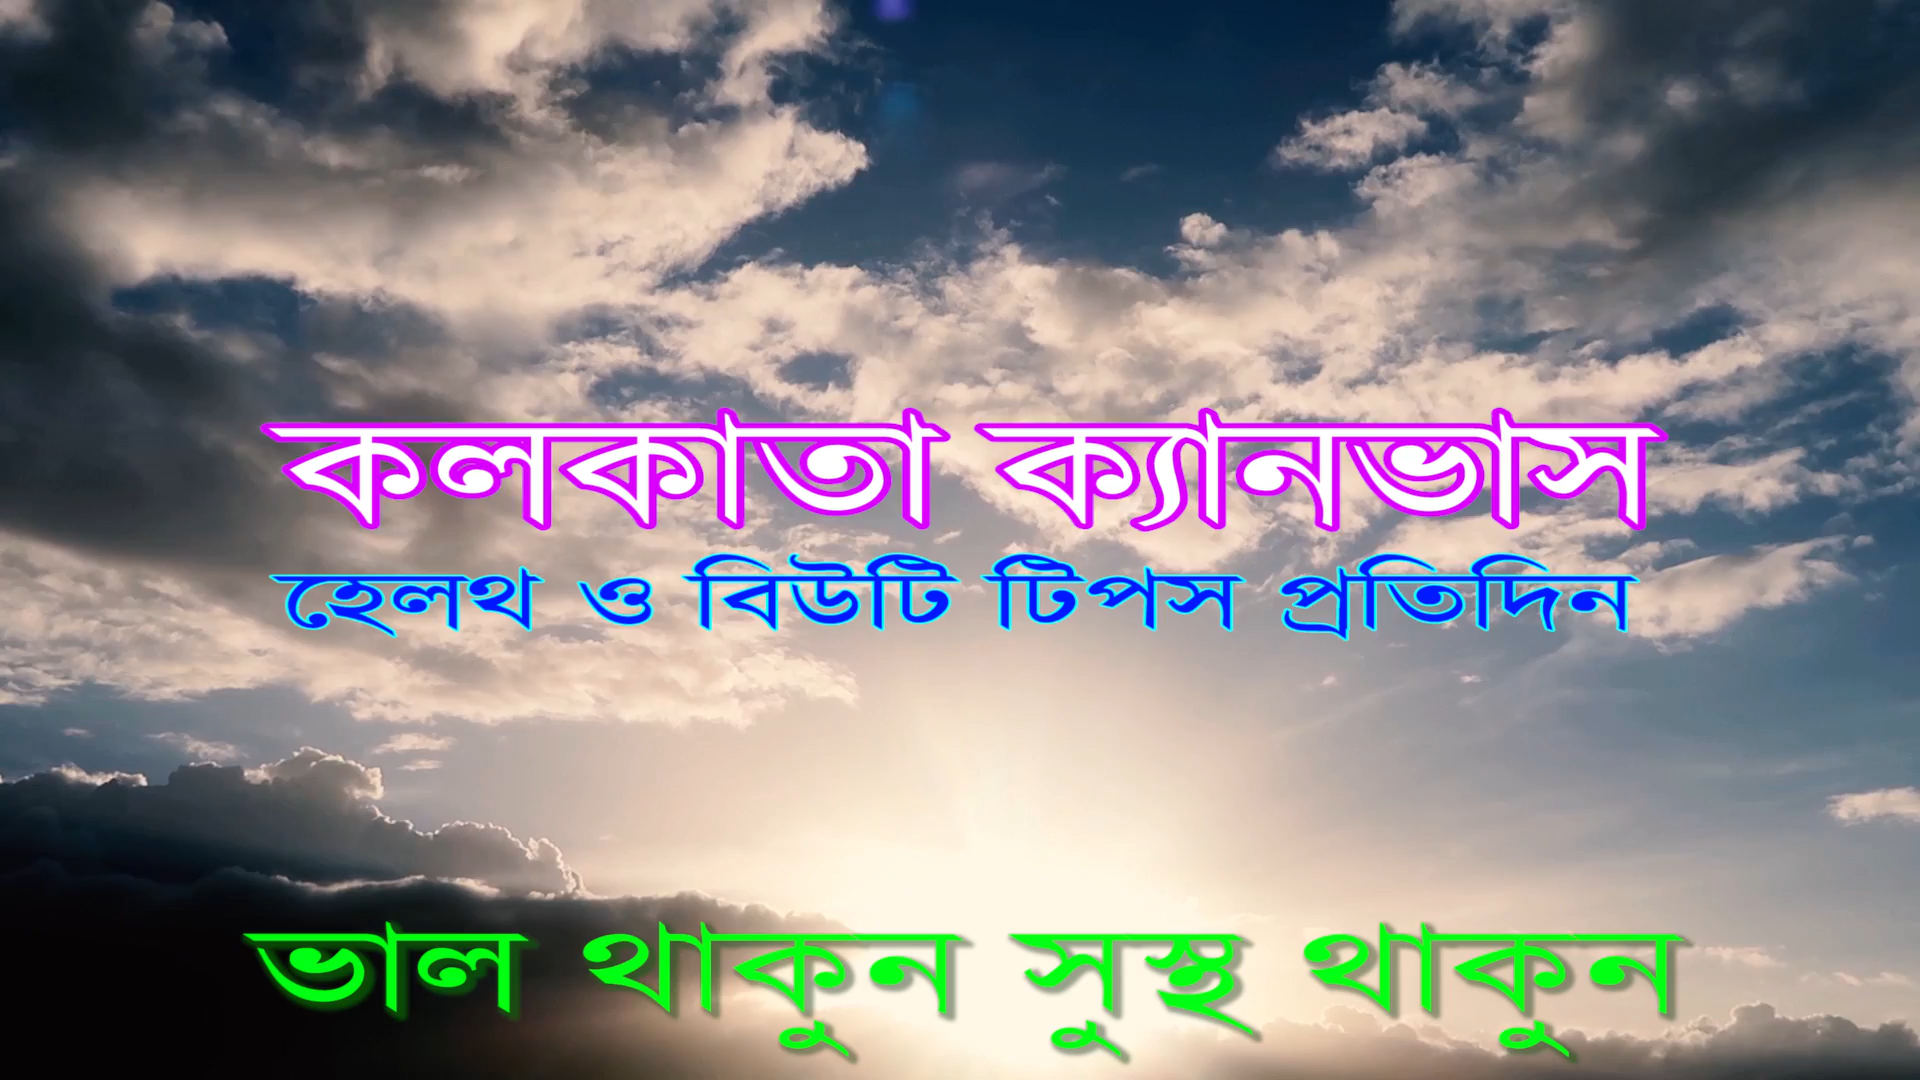 কলকাতা ক্যানভাস
হেলথ ও বিউটি টিপস প্রতিদিন
ভাল থাকুন সুস্থ থাকুন